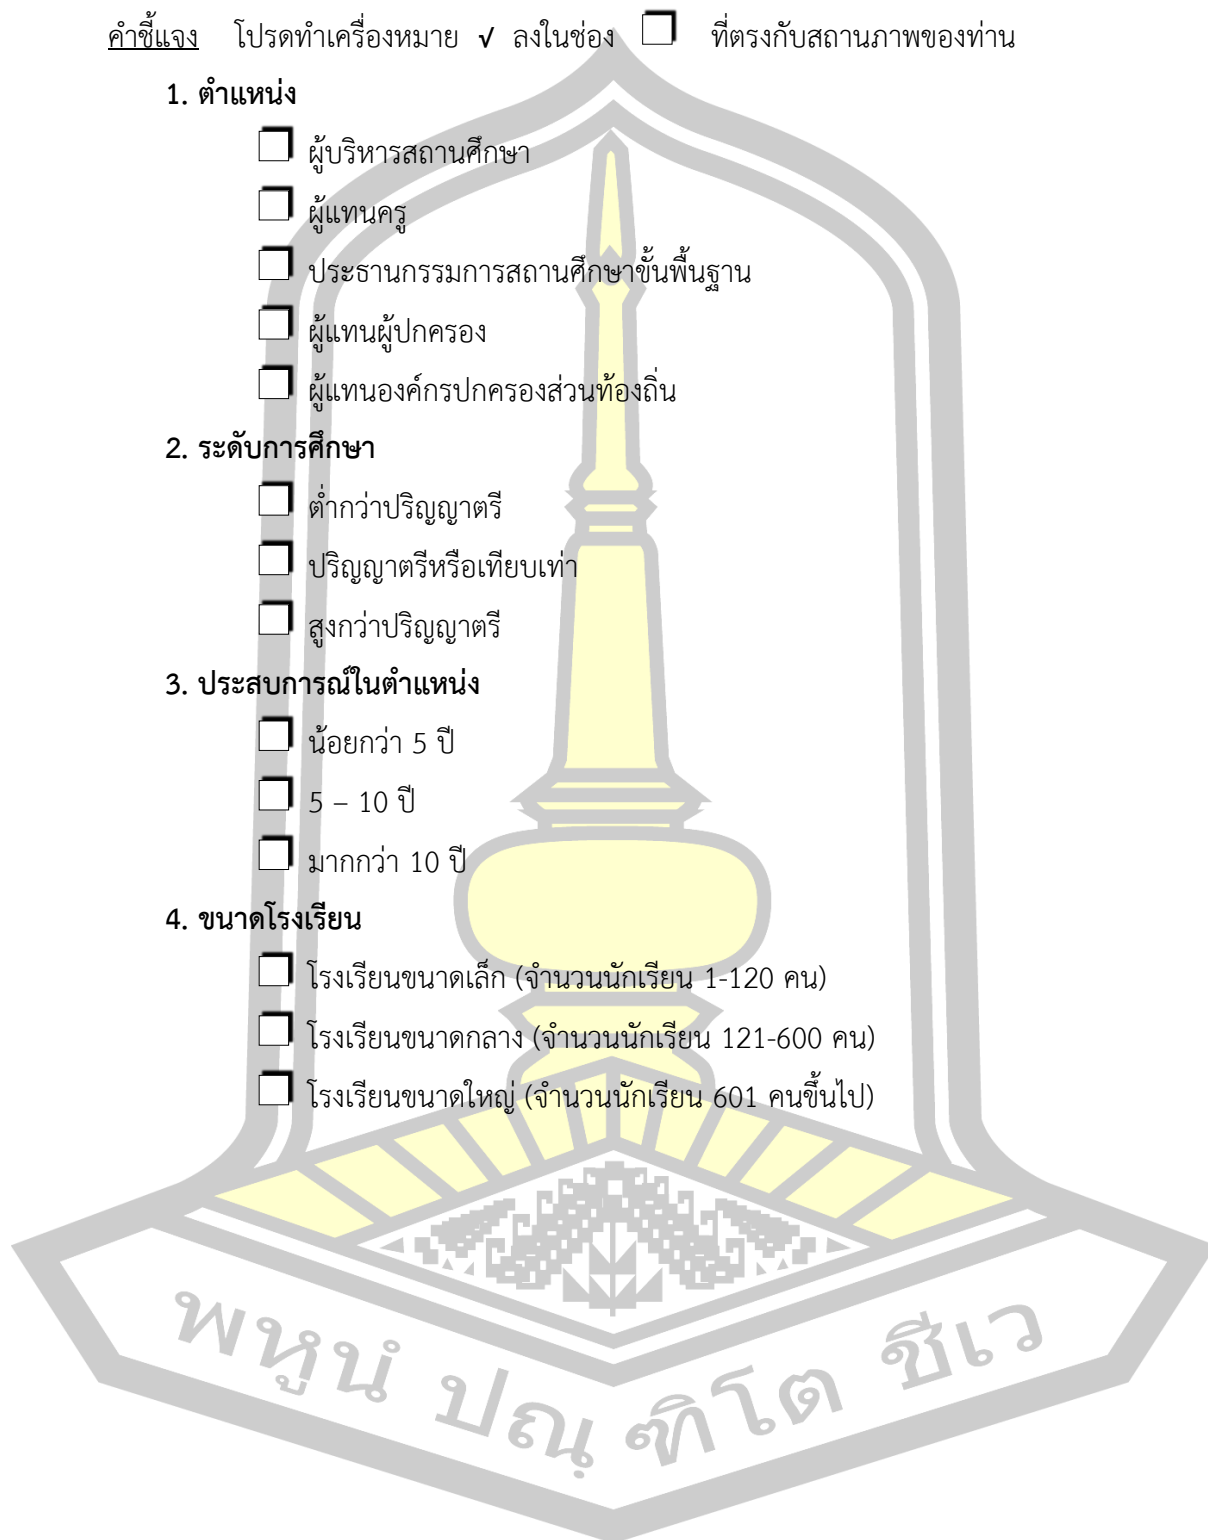 คำชี้แจง โปรดทำเครื่องหมาย √ ลงในช่อง ☐ ที่ตรงกับสถานภาพของท่าน
1. ตำแหน่ง
☐ ผู้บริหารสถานศึกษา
☐ ผู้แทนครู
☐ ประธานกรรมการสถานศึกษาขั้นพื้นฐาน
☐ ผู้แทนผู้ปกครอง
☐ ผู้แทนองค์กรปกครองส่วนท้องถิ่น
2. ระดับการศึกษา
☐ ต่ำกว่าปริญญาตรี
☐ ปริญญาตรีหรือเทียบเท่า
☐ สูงกว่าปริญญาตรี
3. ประสบการณ์ในตำแหน่ง
☐ น้อยกว่า 5 ปี
☐ 5 – 10 ปี
☐ มากกว่า 10 ปี
4. ขนาดโรงเรียน
☐ โรงเรียนขนาดเล็ก (จำนวนนักเรียน 1-120 คน)
☐ โรงเรียนขนาดกลาง (จำนวนนักเรียน 121-600 คน)
☐ โรงเรียนขนาดใหญ่ (จำนวนนักเรียน 601 คนขึ้นไป)
พหูนํ ปณฺฑิโต ชีเว